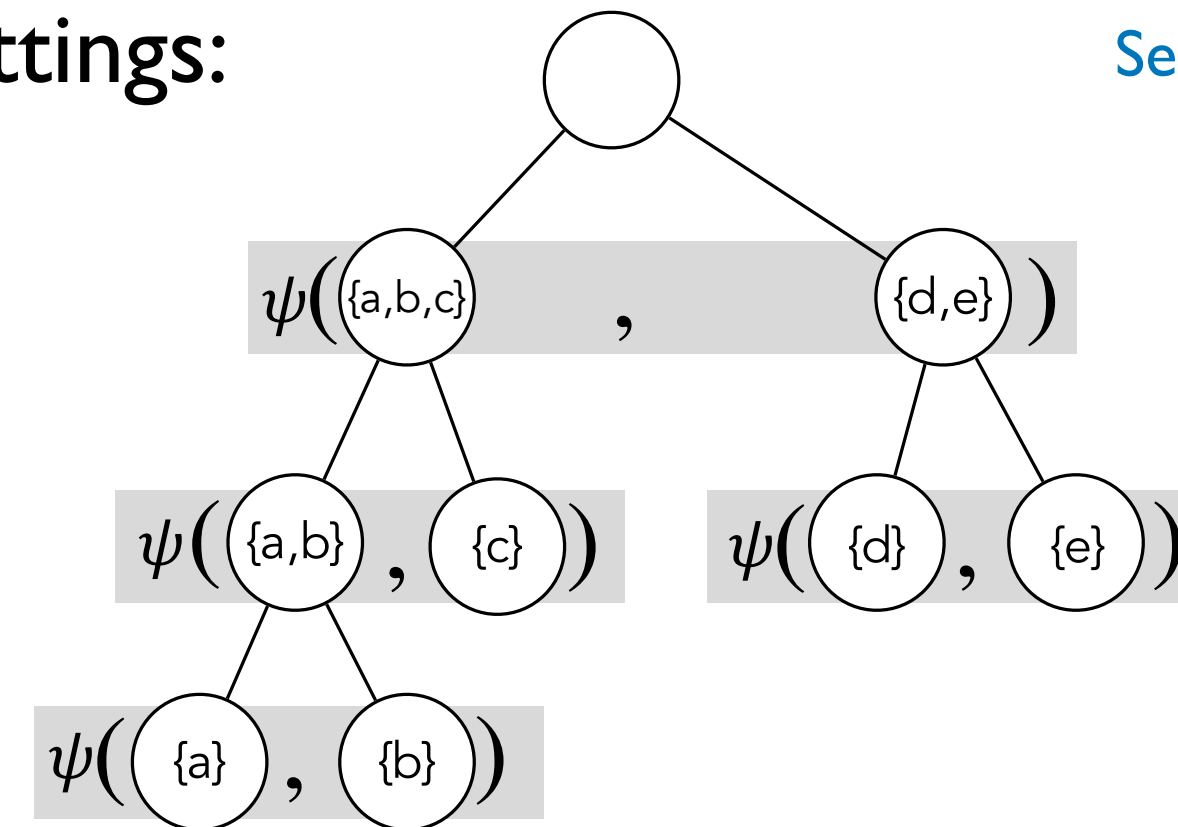 ttings:
Se
ψ({a,b,c} , {d,e})
ψ({a,b} , {c}) ψ({d} , {e})
ψ({a} , {b})